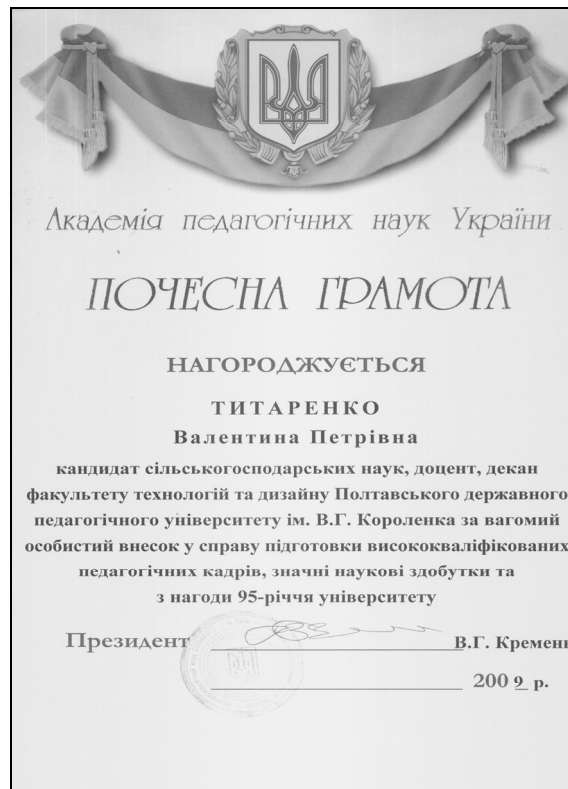 Академія педагогічних наук України
ПОЧЕСНА ГРАМОТА
НАГОРОДЖУЄТЬСЯ
ТИТАРЕНКО
Валентина Петрівна
кандидат сільськогосподарських наук, доцент, декан
факультету технологій та дизайну Полтавського державного
педагогічного університету ім. В.Г. Короленка за вагомий
особистий внесок у справу підготовки висококваліфікованих
педагогічних кадрів, значні наукові здобутки та
з нагоди 95-річчя університету
Президент В.Г. Кремень
2009 р.